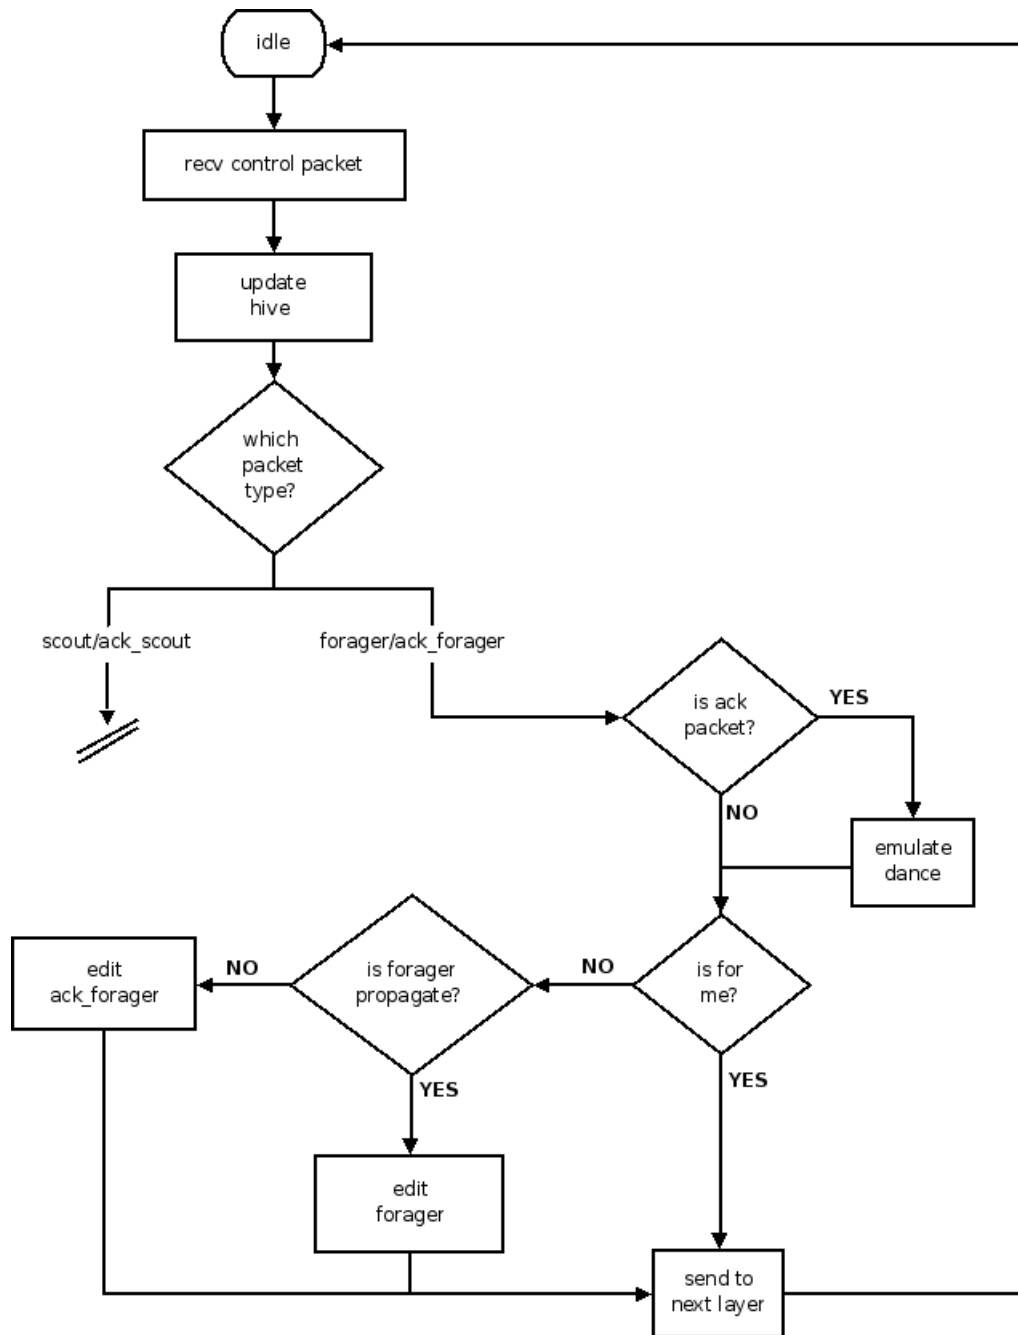 idle
recv control packet
update
hive
which
packet
type?
scout/ack_scout
forager/ack_forager
is ack
packet?
YES
NO
emulate
dance
is for
me?
NO
is forager
propagate?
NO
edit
ack_forager
YES
YES
edit
forager
send to
next layer